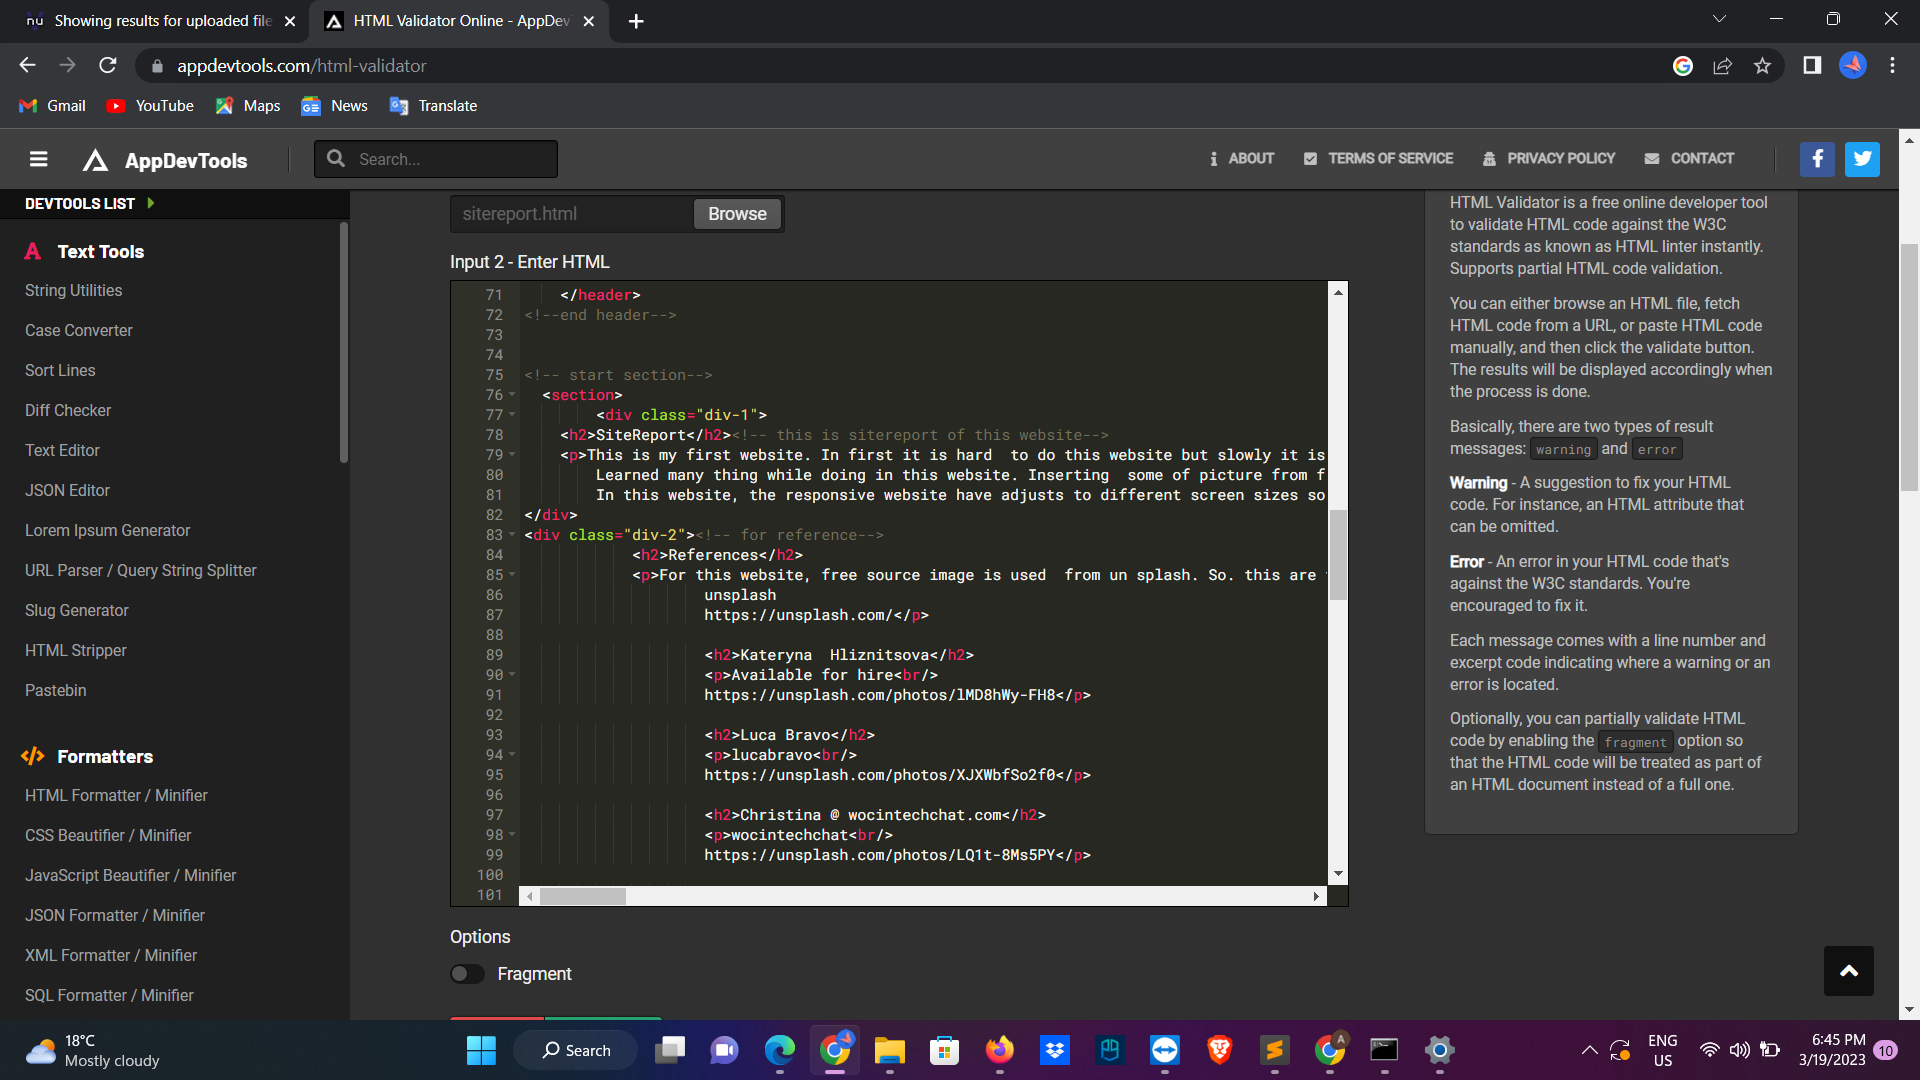 nu Showing results for uploaded file
HTML Validator Online - AppDev
appdevtools.com/html-validator
Gmail YouTube Maps News Translate
AppDevTools
Search...
ABOUT TERMS OF SERVICE PRIVACY POLICY CONTACT
DEVTOOLS LIST
Text Tools
String Utilities
Case Converter
Sort Lines
Diff Checker
Text Editor
JSON Editor
Lorem Ipsum Generator
URL Parser / Query String Splitter
Slug Generator
HTML Stripper
Pastebin
Formatters
HTML Formatter / Minifier
CSS Beautifier / Minifier
JavaScript Beautifier / Minifier
JSON Formatter / Minifier
XML Formatter / Minifier
SQL Formatter / Minifier
sitereport.html Browse
Input 2 - Enter HTML
71 </header>
72 <!--end header-->
73
74
75 <!-- start section-->
76 <section>
77 <div class="div-1">
78 <h2>SiteReport</h2><!-- this is sitereport of this website-->
79 <p>This is my first website. In first it is hard  to do this website but slowly it is
80 Learned many thing while doing in this website. Inserting  some of picture from f
81 In this website, the responsive website have adjusts to different screen sizes so
82 </div>
83 <div class="div-2"><!-- for reference-->
84 <h2>References</h2>
85 <p>For this website, free source image is used  from un splash. So. this are
86 unsplash
87 https://unsplash.com/</p>
88
89 <h2>Kateryna  Hliznitsova</h2>
90 <p>Available for hire<br/>
91 https://unsplash.com/photos/lMD8hWy-FH8</p>
92
93 <h2>Luca Bravo</h2>
94 <p>lucabravo<br/>
95 https://unsplash.com/photos/XJXWbfSo2f0</p>
96
97 <h2>Christina @ wocintechchat.com</h2>
98 <p>wocintechchat<br/>
99 https://unsplash.com/photos/LQ1t-8Ms5PY</p>
100
101
Options
Fragment
HTML Validator is a free online developer tool
to validate HTML code against the W3C
standards as known as HTML linter instantly.
Supports partial HTML code validation.
You can either browse an HTML file, fetch
HTML code from a URL, or paste HTML code
manually, and then click the validate button.
The results will be displayed accordingly when
the process is done.
Basically, there are two types of result
messages: warning and error
Warning - A suggestion to fix your HTML
code. For instance, an HTML attribute that
can be omitted.
Error - An error in your HTML code that's
against the W3C standards. You're
encouraged to fix it.
Each message comes with a line number and
excerpt code indicating where a warning or an
error is located.
Optionally, you can partially validate HTML
code by enabling the fragment option so
that the HTML code will be treated as part of
an HTML document instead of a full one.
18°C
Mostly cloudy
Search
A
ENG
US
6:45 PM
3/19/2023
10